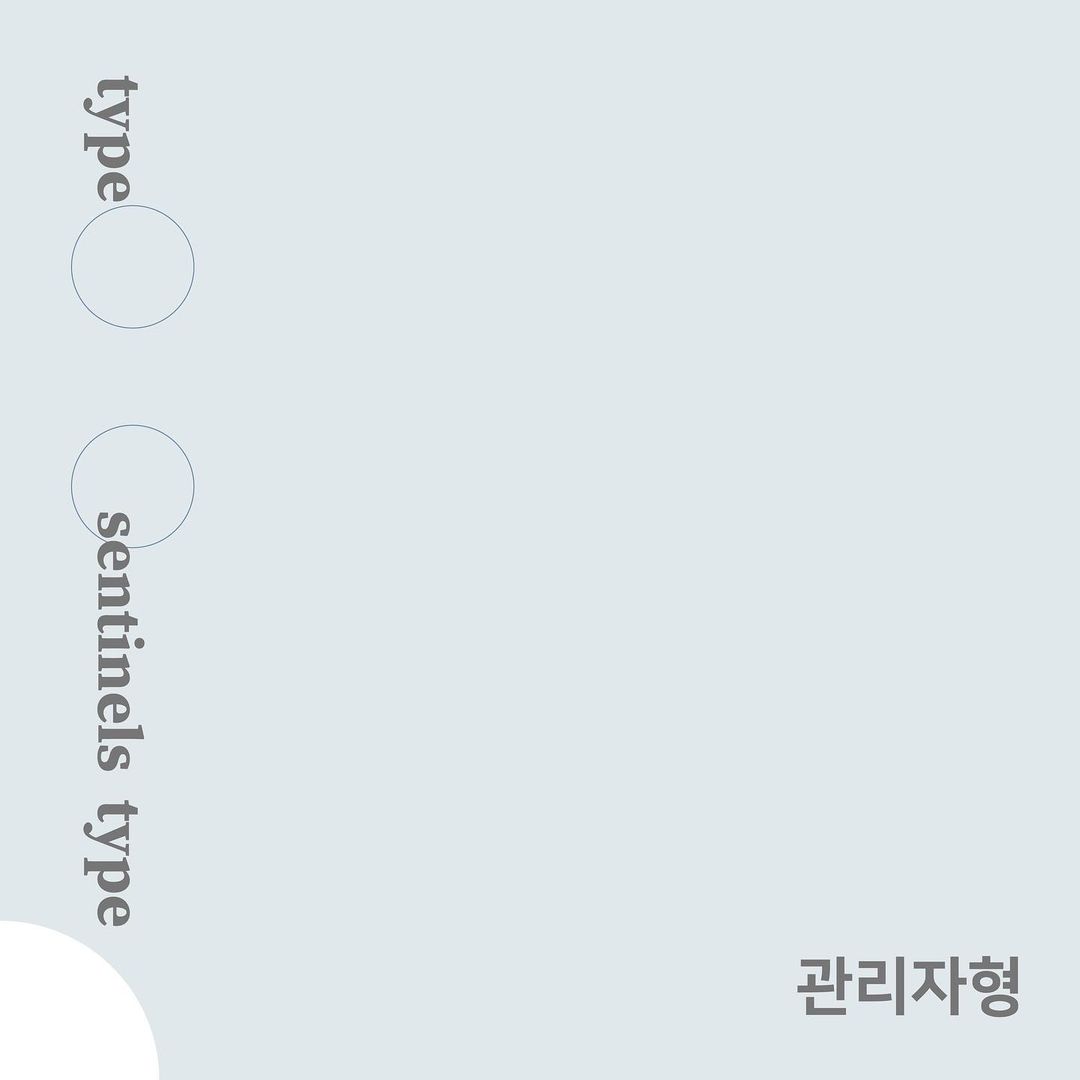 type
sentinels type
관리자형